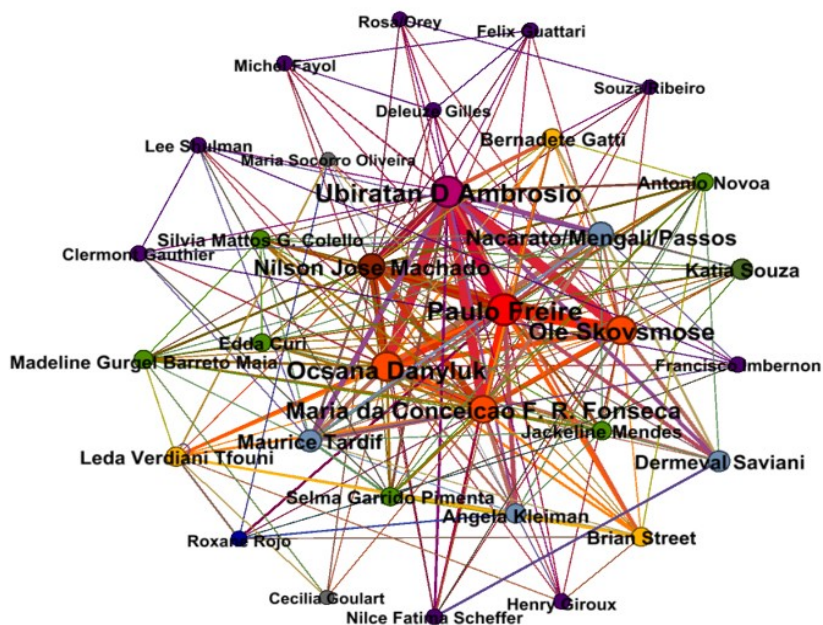 Rosa/Orey
Felix Guattari
Michel Fayol
Souza/Ribeiro
Deleuze Gilles
Bernadete Gatti
Lee Shulman
Maria Socorro Oliveira
Antonio Novoa
Ubiratan D Ambrosio
Silvia Mattos G. Colello
Nacarato/Mengali/Passos
Clermont Gauthier
Nilson Jose Machado
Katia Souza
Paulo Freire
Ole Skovsmose
Edda Curi
Madeline Gurgel Barreto Maia
Ocsana Danyluk
Francisco Imbernon
Maria da Conceicao F. R. Fonseca
Jackeline Mendes
Maurice Tardif
Leda Verdiani Tfouni
Dermeval Saviani
Selma Garrido Pimenta
Angela Kleiman
Roxane Rojo
Brian Street
Cecilia Goulart
Henry Giroux
Nilce Fatima Scheffer